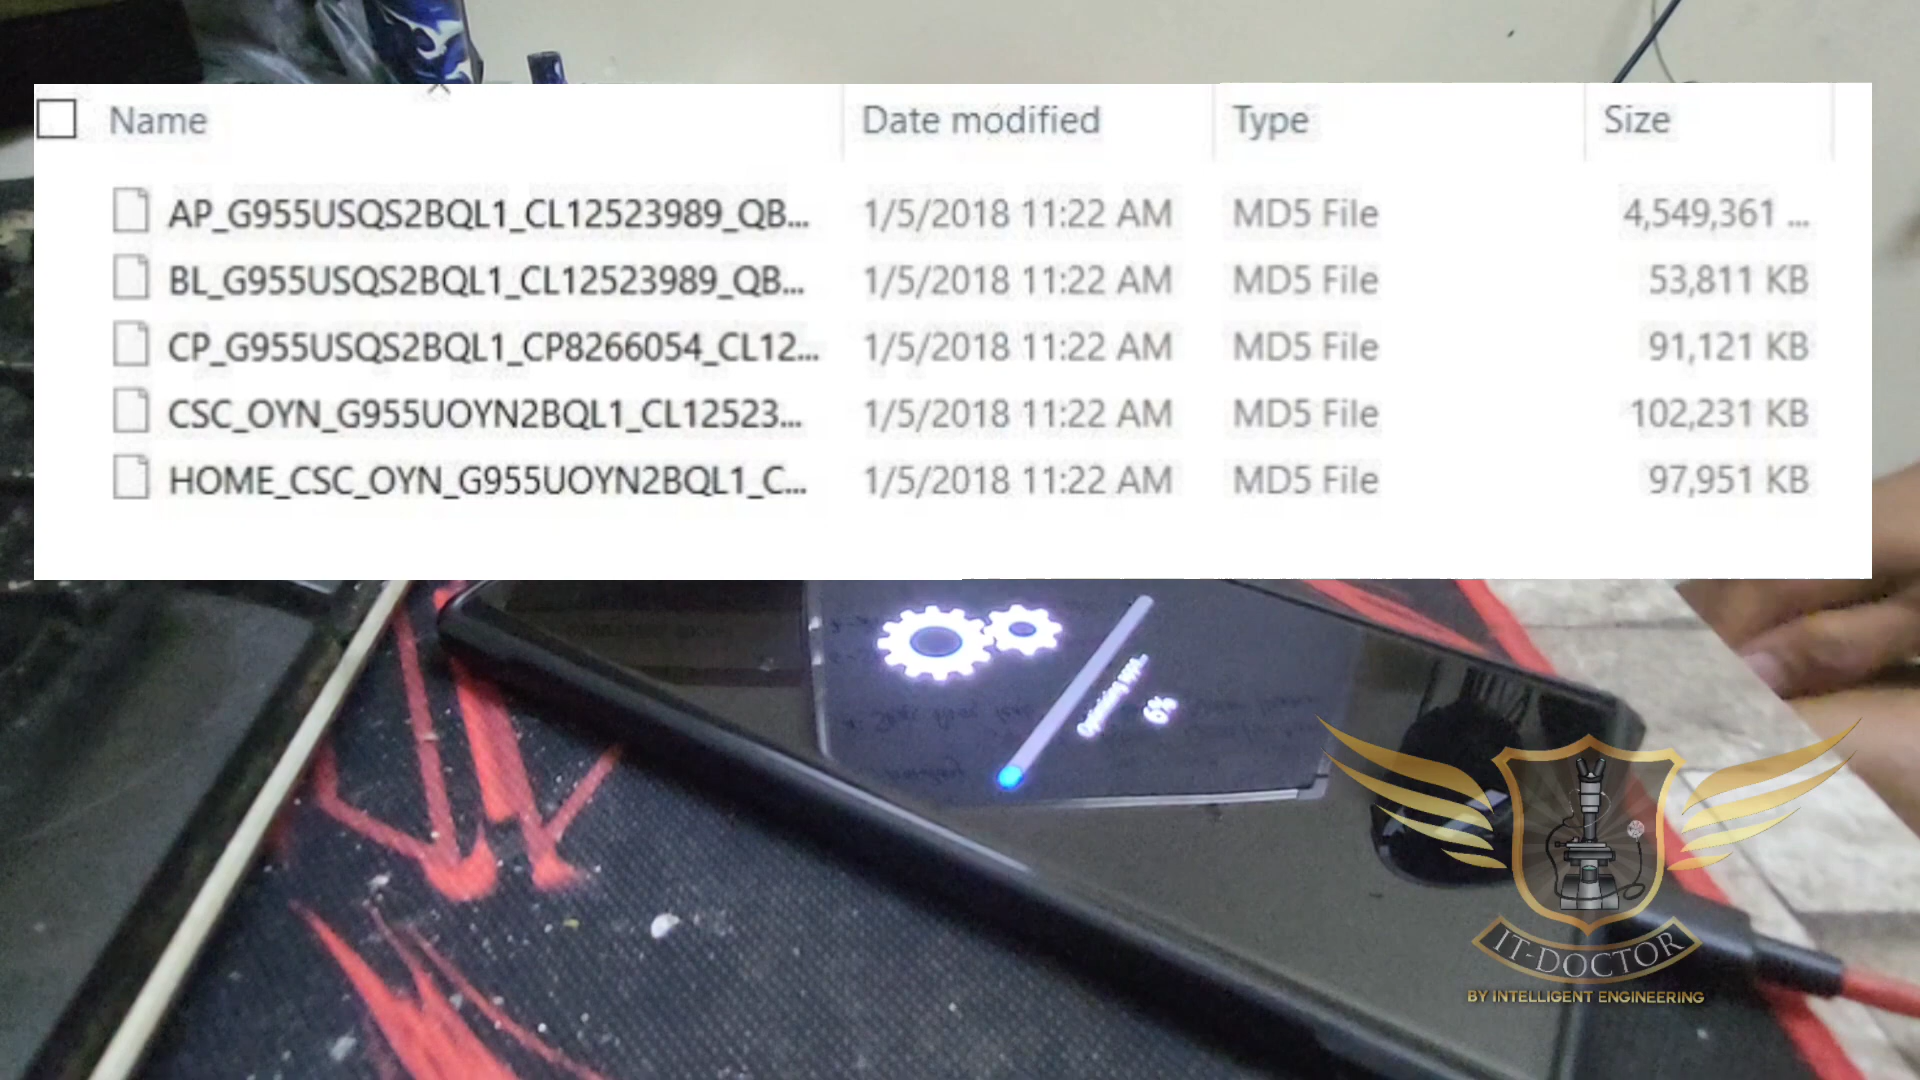 Name Date modified Type Size
AP_G955USQS2BQL1_CL12523989_QB... 1/5/2018 11:22 AM MD5 File 4,549,361 ...
BL_G955USQS2BQL1_CL12523989_QB... 1/5/2018 11:22 AM MD5 File 53,811 KB
CP_G955USQS2BQL1_CP8266054_CL12... 1/5/2018 11:22 AM MD5 File 91,121 KB
CSC_OYN_G955UOYN2BQL1_CL12523... 1/5/2018 11:22 AM MD5 File 102,231 KB
HOME_CSC_OYN_G955UOYN2BQL1_C... 1/5/2018 11:22 AM MD5 File 97,951 KB
6%
IT-DOCTOR
BY INTELLIGENT ENGINEERING